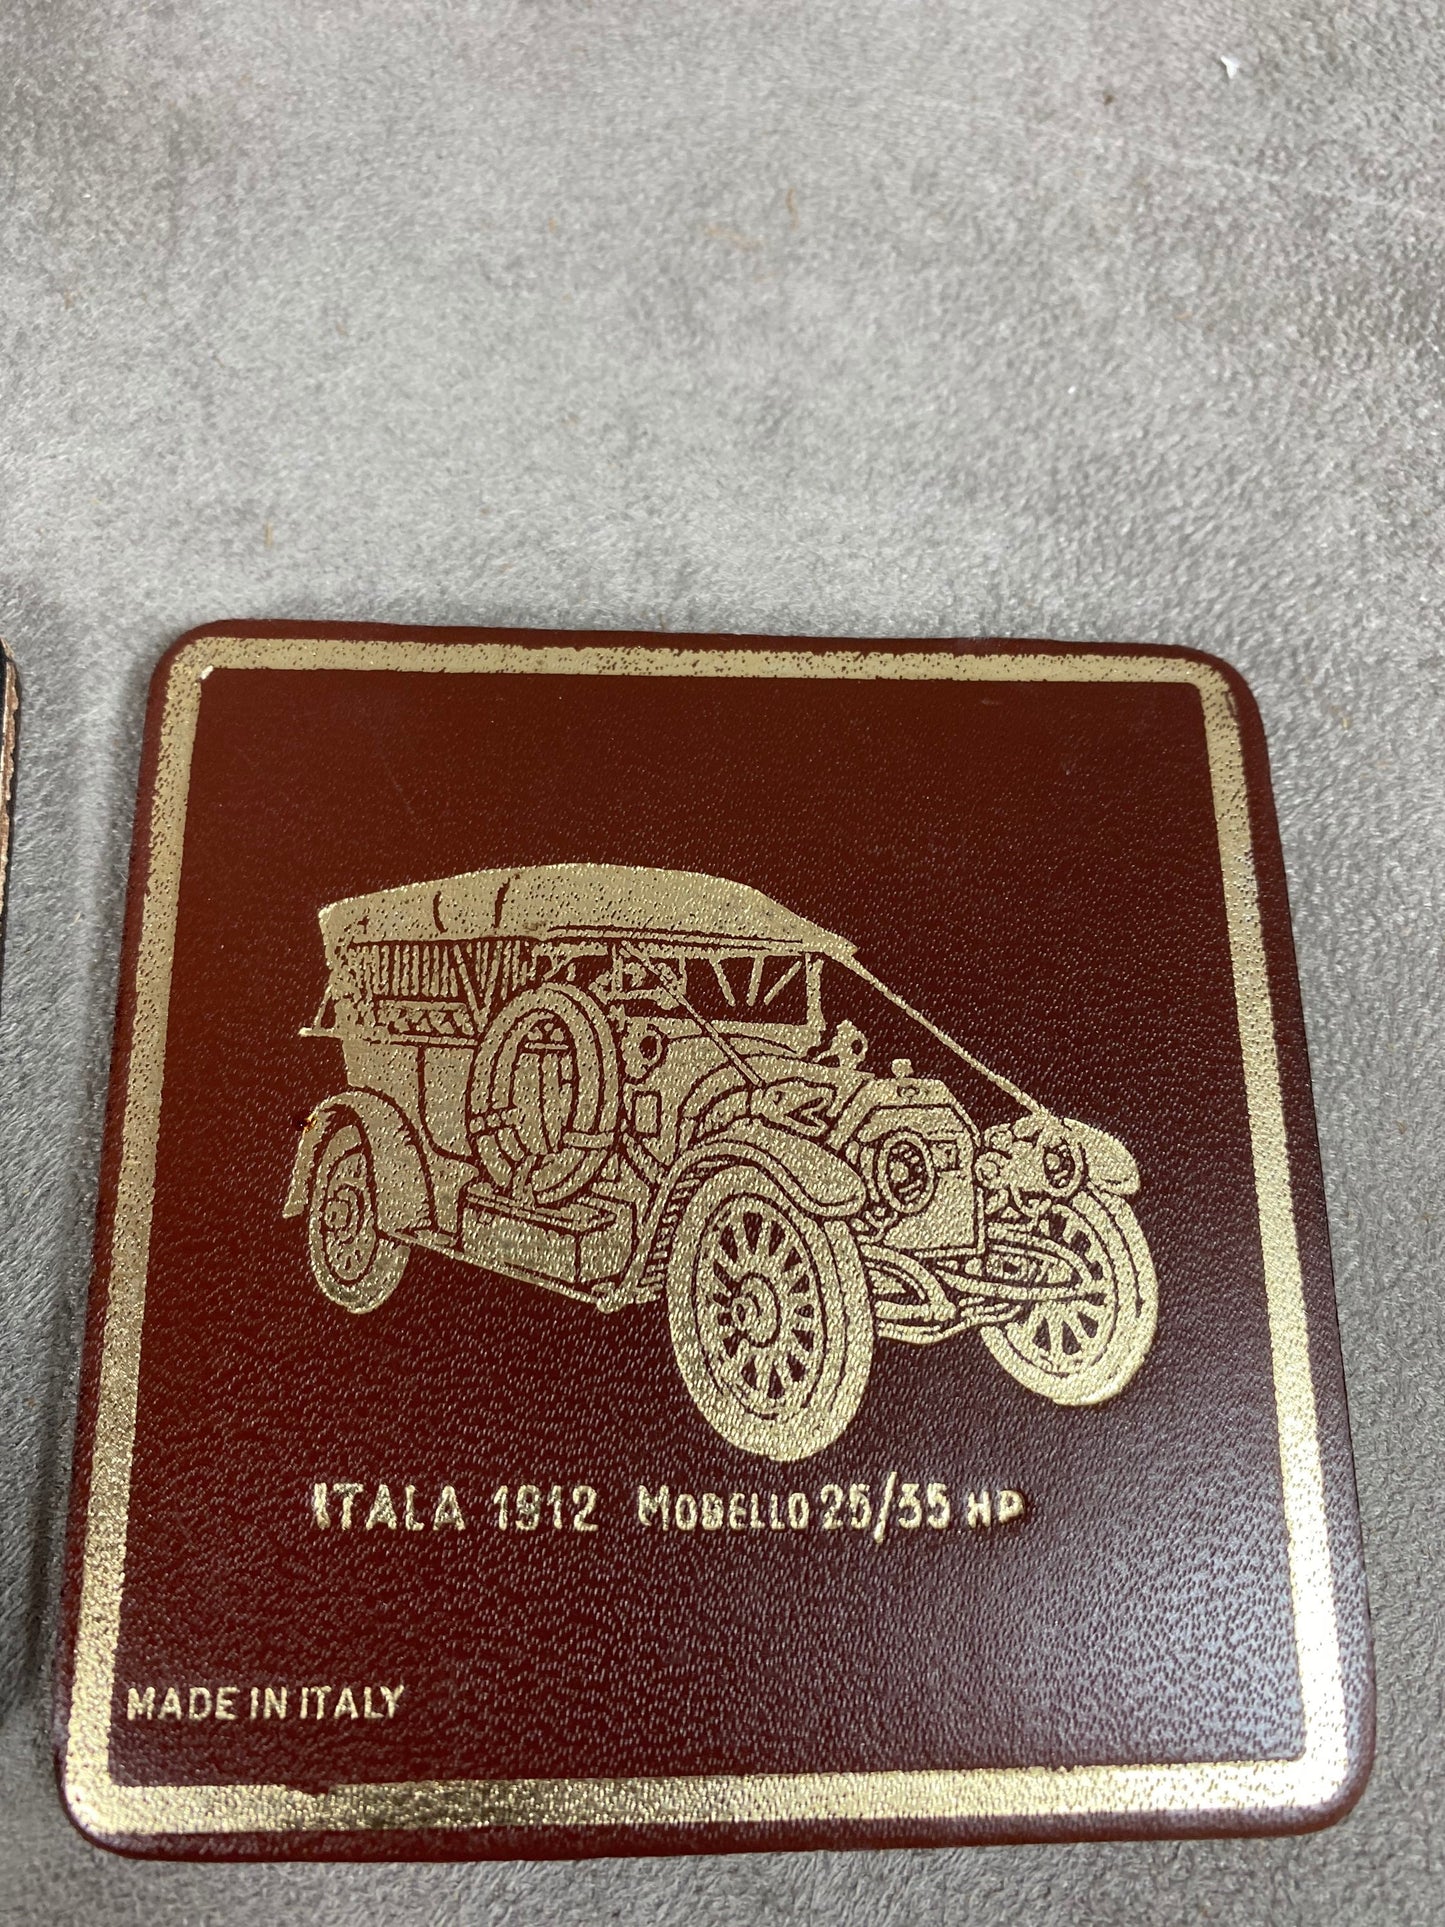 ITALA 1912 MODELLO 25/35 HP
MADE IN ITALY